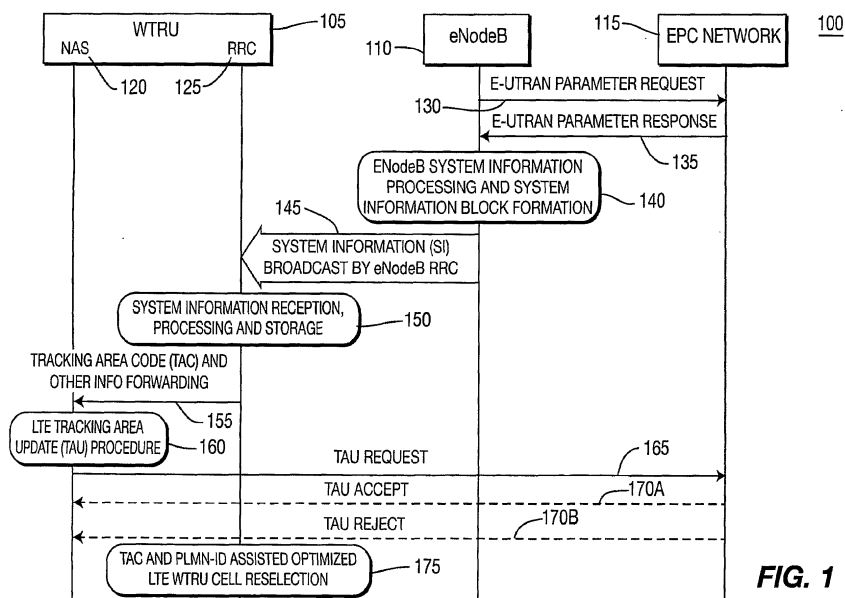 WTRU
105
NAS
RRC
120
125
eNodeB
110
115
EPC NETWORK
100
E-UTRAN PARAMETER REQUEST
130
E-UTRAN PARAMETER RESPONSE
135
ENodeB SYSTEM INFORMATION
PROCESSING AND SYSTEM
INFORMATION BLOCK FORMATION
140
145
SYSTEM INFORMATION (SI)
BROADCAST BY eNodeB RRC
SYSTEM INFORMATION RECEPTION,
PROCESSING AND STORAGE
150
TRACKING AREA CODE (TAC) AND
OTHER INFO FORWARDING
155
LTE TRACKING AREA
UPDATE (TAU) PROCEDURE
160
TAU REQUEST
165
TAU ACCEPT
170A
TAU REJECT
170B
TAC AND PLMN-ID ASSISTED OPTIMIZED
LTE WTRU CELL RESELECTION
175
FIG. 1